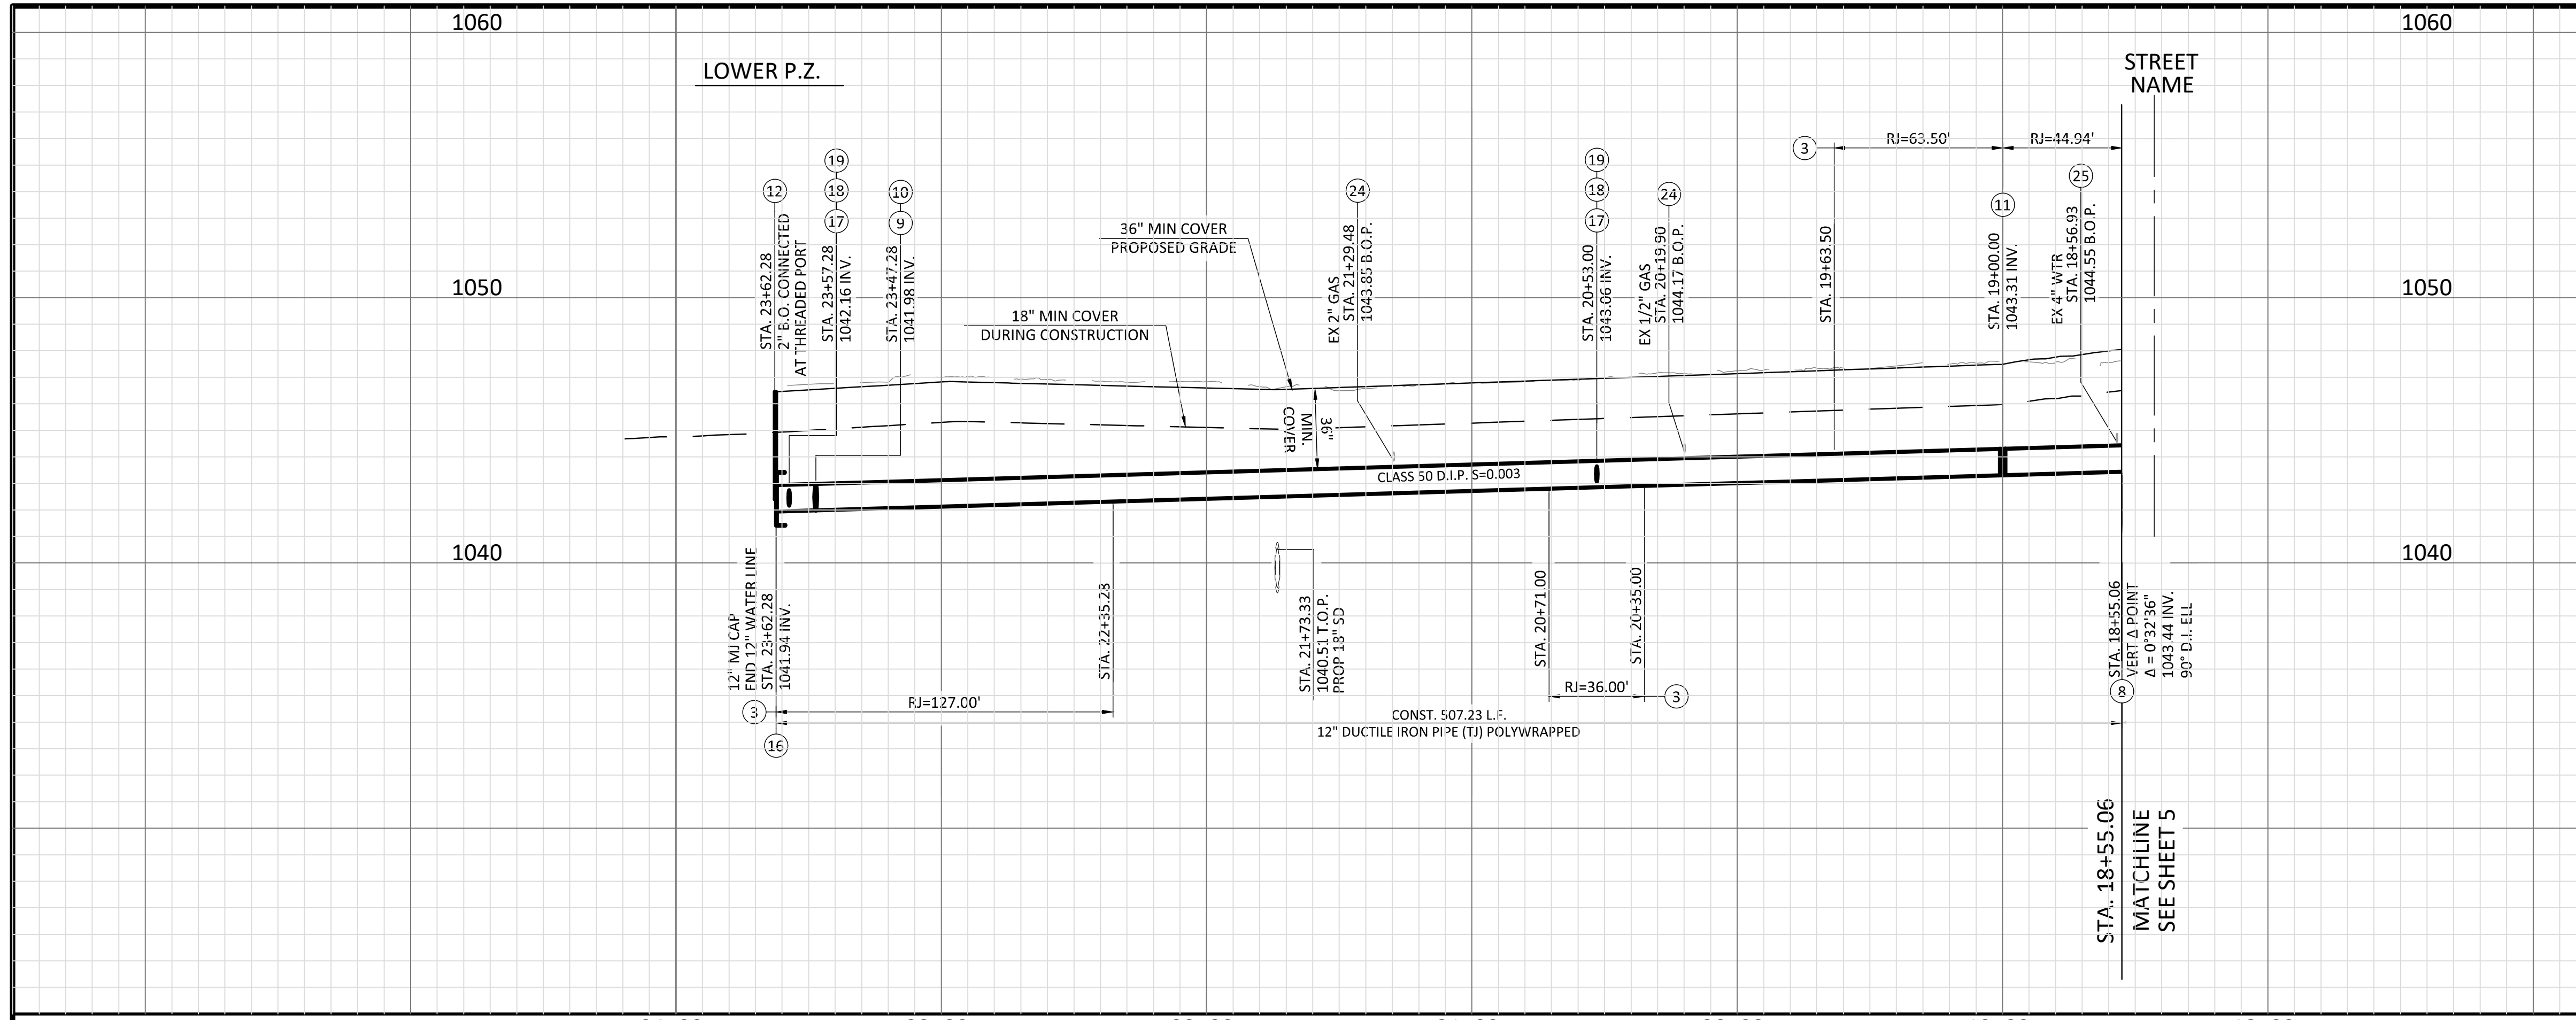 1060
1060
LOWER P.Z.
STREET
NAME
3
RJ=63.50'
RJ=44.94'
12
STA. 23+62.28
2" B.O. CONNECTED
AT THREADED PORT
19
18
17
STA. 23+57.28
1042.16 INV.
10
9
STA. 23+47.28
1041.98 INV.
36" MIN COVER
PROPOSED GRADE
18" MIN COVER
DURING CONSTRUCTION
24
EX 2" GAS
STA. 21+29.48
1043.85 B.O.P.
19
18
17
STA. 20+53.00
1043.06 INV.
24
EX 1/2" GAS
STA. 20+19.90
1044.17 B.O.P.
STA. 19+63.50
11
STA. 19+00.00
1043.31 INV.
25
EX 4" WTR
STA. 18+56.93
1044.55 B.O.P.
1050
1050
36"
MIN.
COVER
CLASS 50 D.I.P. S=0.003
1040
1040
12" MJ CAP
END 12" WATER LINE
STA. 23+62.28
1041.94 INV.
STA. 22+35.28
STA. 21+73.33
1040.51 T.O.P.
PROP 18" SD
STA. 20+71.00
STA. 20+35.00
STA. 18+55.06
VERT Δ POINT
Δ = 0°32'36"
1043.44 INV.
90° D.I. ELL
8
3
RJ=127.00'
RJ=36.00'
3
16
CONST. 507.23 L.F.
12" DUCTILE IRON PIPE (TJ) POLYWRAPPED
STA. 18+55.06
MATCHLINE
SEE SHEET 5